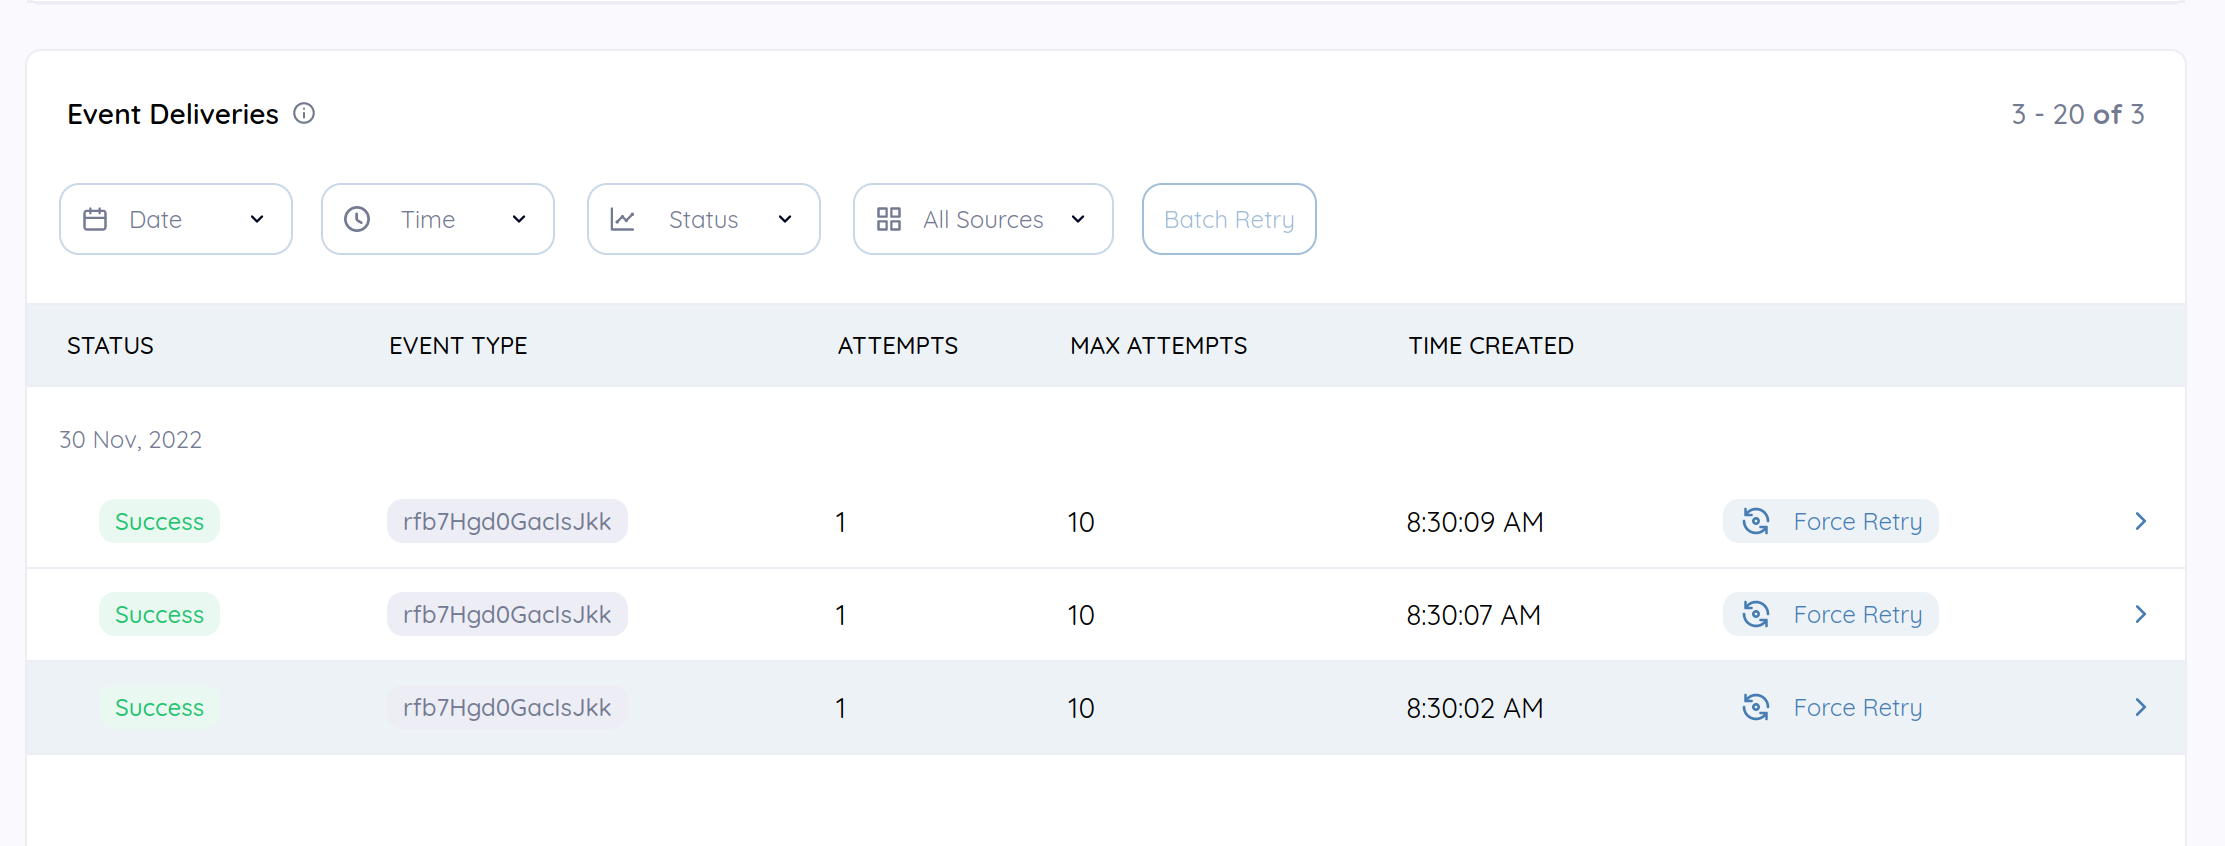 Event Deliveries
3 - 20 of 3
Date Time Status All Sources Batch Retry
STATUS EVENT TYPE ATTEMPTS MAX ATTEMPTS TIME CREATED
30 Nov, 2022
Success rfb7Hgd0GacIsJkk 1 10 8:30:09 AM Force Retry
Success rfb7Hgd0GacIsJkk 1 10 8:30:07 AM Force Retry
Success rfb7Hgd0GacIsJkk 1 10 8:30:02 AM Force Retry